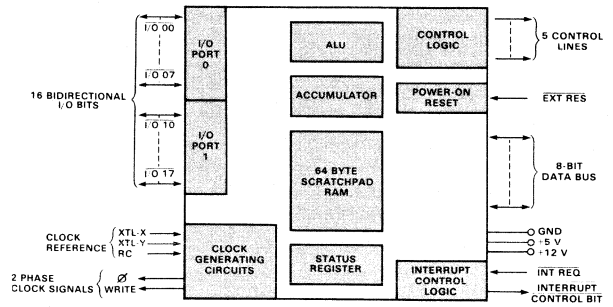 I/O 00
I/O 07
16 BIDIRECTIONAL
I/O BITS
I/O 10
I/O 17
I/O
PORT
0
I/O
PORT
1
ALU
ACCUMULATOR
64 BYTE
SCRATCHPAD
RAM
STATUS
REGISTER
CONTROL
LOGIC
POWER-ON
RESET
5 CONTROL
LINES
EXT RES
8-BIT
DATA BUS
CLOCK
REFERENCE
XTL-X
XTL-Y
RC
CLOCK
GENERATING
CIRCUITS
2 PHASE
CLOCK SIGNALS
Ø
WRITE
INTERRUPT
CONTROL
LOGIC
GND
+5 V
+12 V
INT REQ
INTERRUPT
CONTROL BIT